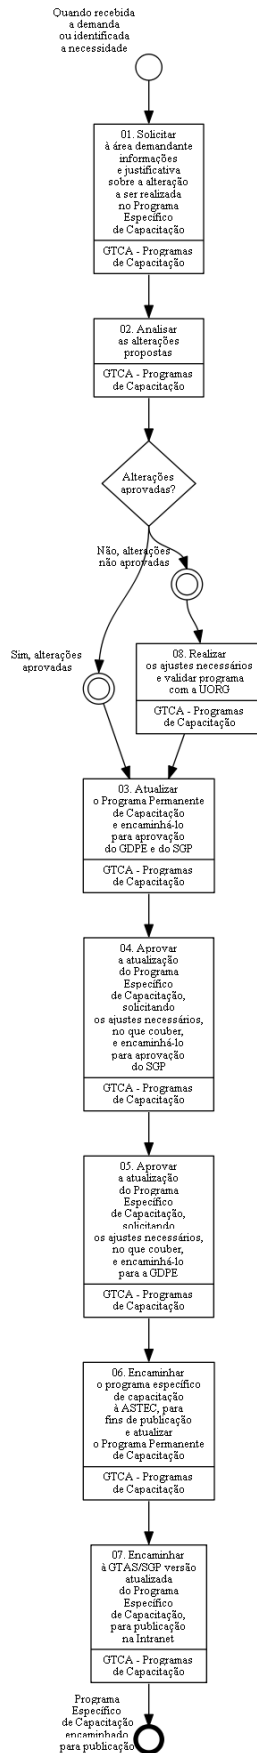 Quando recebida
a demanda
ou identificada
a necessidade
01. Solicitar
à área demandante
informações
e justificativa
sobre a alteração
a ser realizada
no Programa
Específico
de Capacitação
GTCA - Programas
de Capacitação
02. Analisar
as alterações
propostas
GTCA - Programas
de Capacitação
Alterações
aprovadas?
Não, alterações
não aprovadas
Sim, alterações
aprovadas
08. Realizar
os ajustes necessários
e validar programa
com a UORG
GTCA - Programas
de Capacitação
03. Atualizar
o Programa Permanente
de Capacitação
e encaminhá-lo
para aprovação
do GDPE e do SGP
GTCA - Programas
de Capacitação
04. Aprovar
a atualização
do Programa
Específico
de Capacitação,
solicitando
os ajustes necessários,
no que couber,
e encaminhá-lo
para aprovação
do SGP
GTCA - Programas
de Capacitação
05. Aprovar
a atualização
do Programa
Específico
de Capacitação,
solicitando
os ajustes necessários,
no que couber,
e encaminhá-lo
para a GDPE
GTCA - Programas
de Capacitação
06. Encaminhar
o programa específico
de capacitação
à ASTEC, para
fins de publicação
e atualizar
o Programa Permanente
de Capacitação
GTCA - Programas
de Capacitação
07. Encaminhar
à GTAS/SGP versão
atualizada
do Programa
Específico
de Capacitação,
para publicação
na Intranet
GTCA - Programas
de Capacitação
Programa
Específico
de Capacitação
encaminhado
para publicação